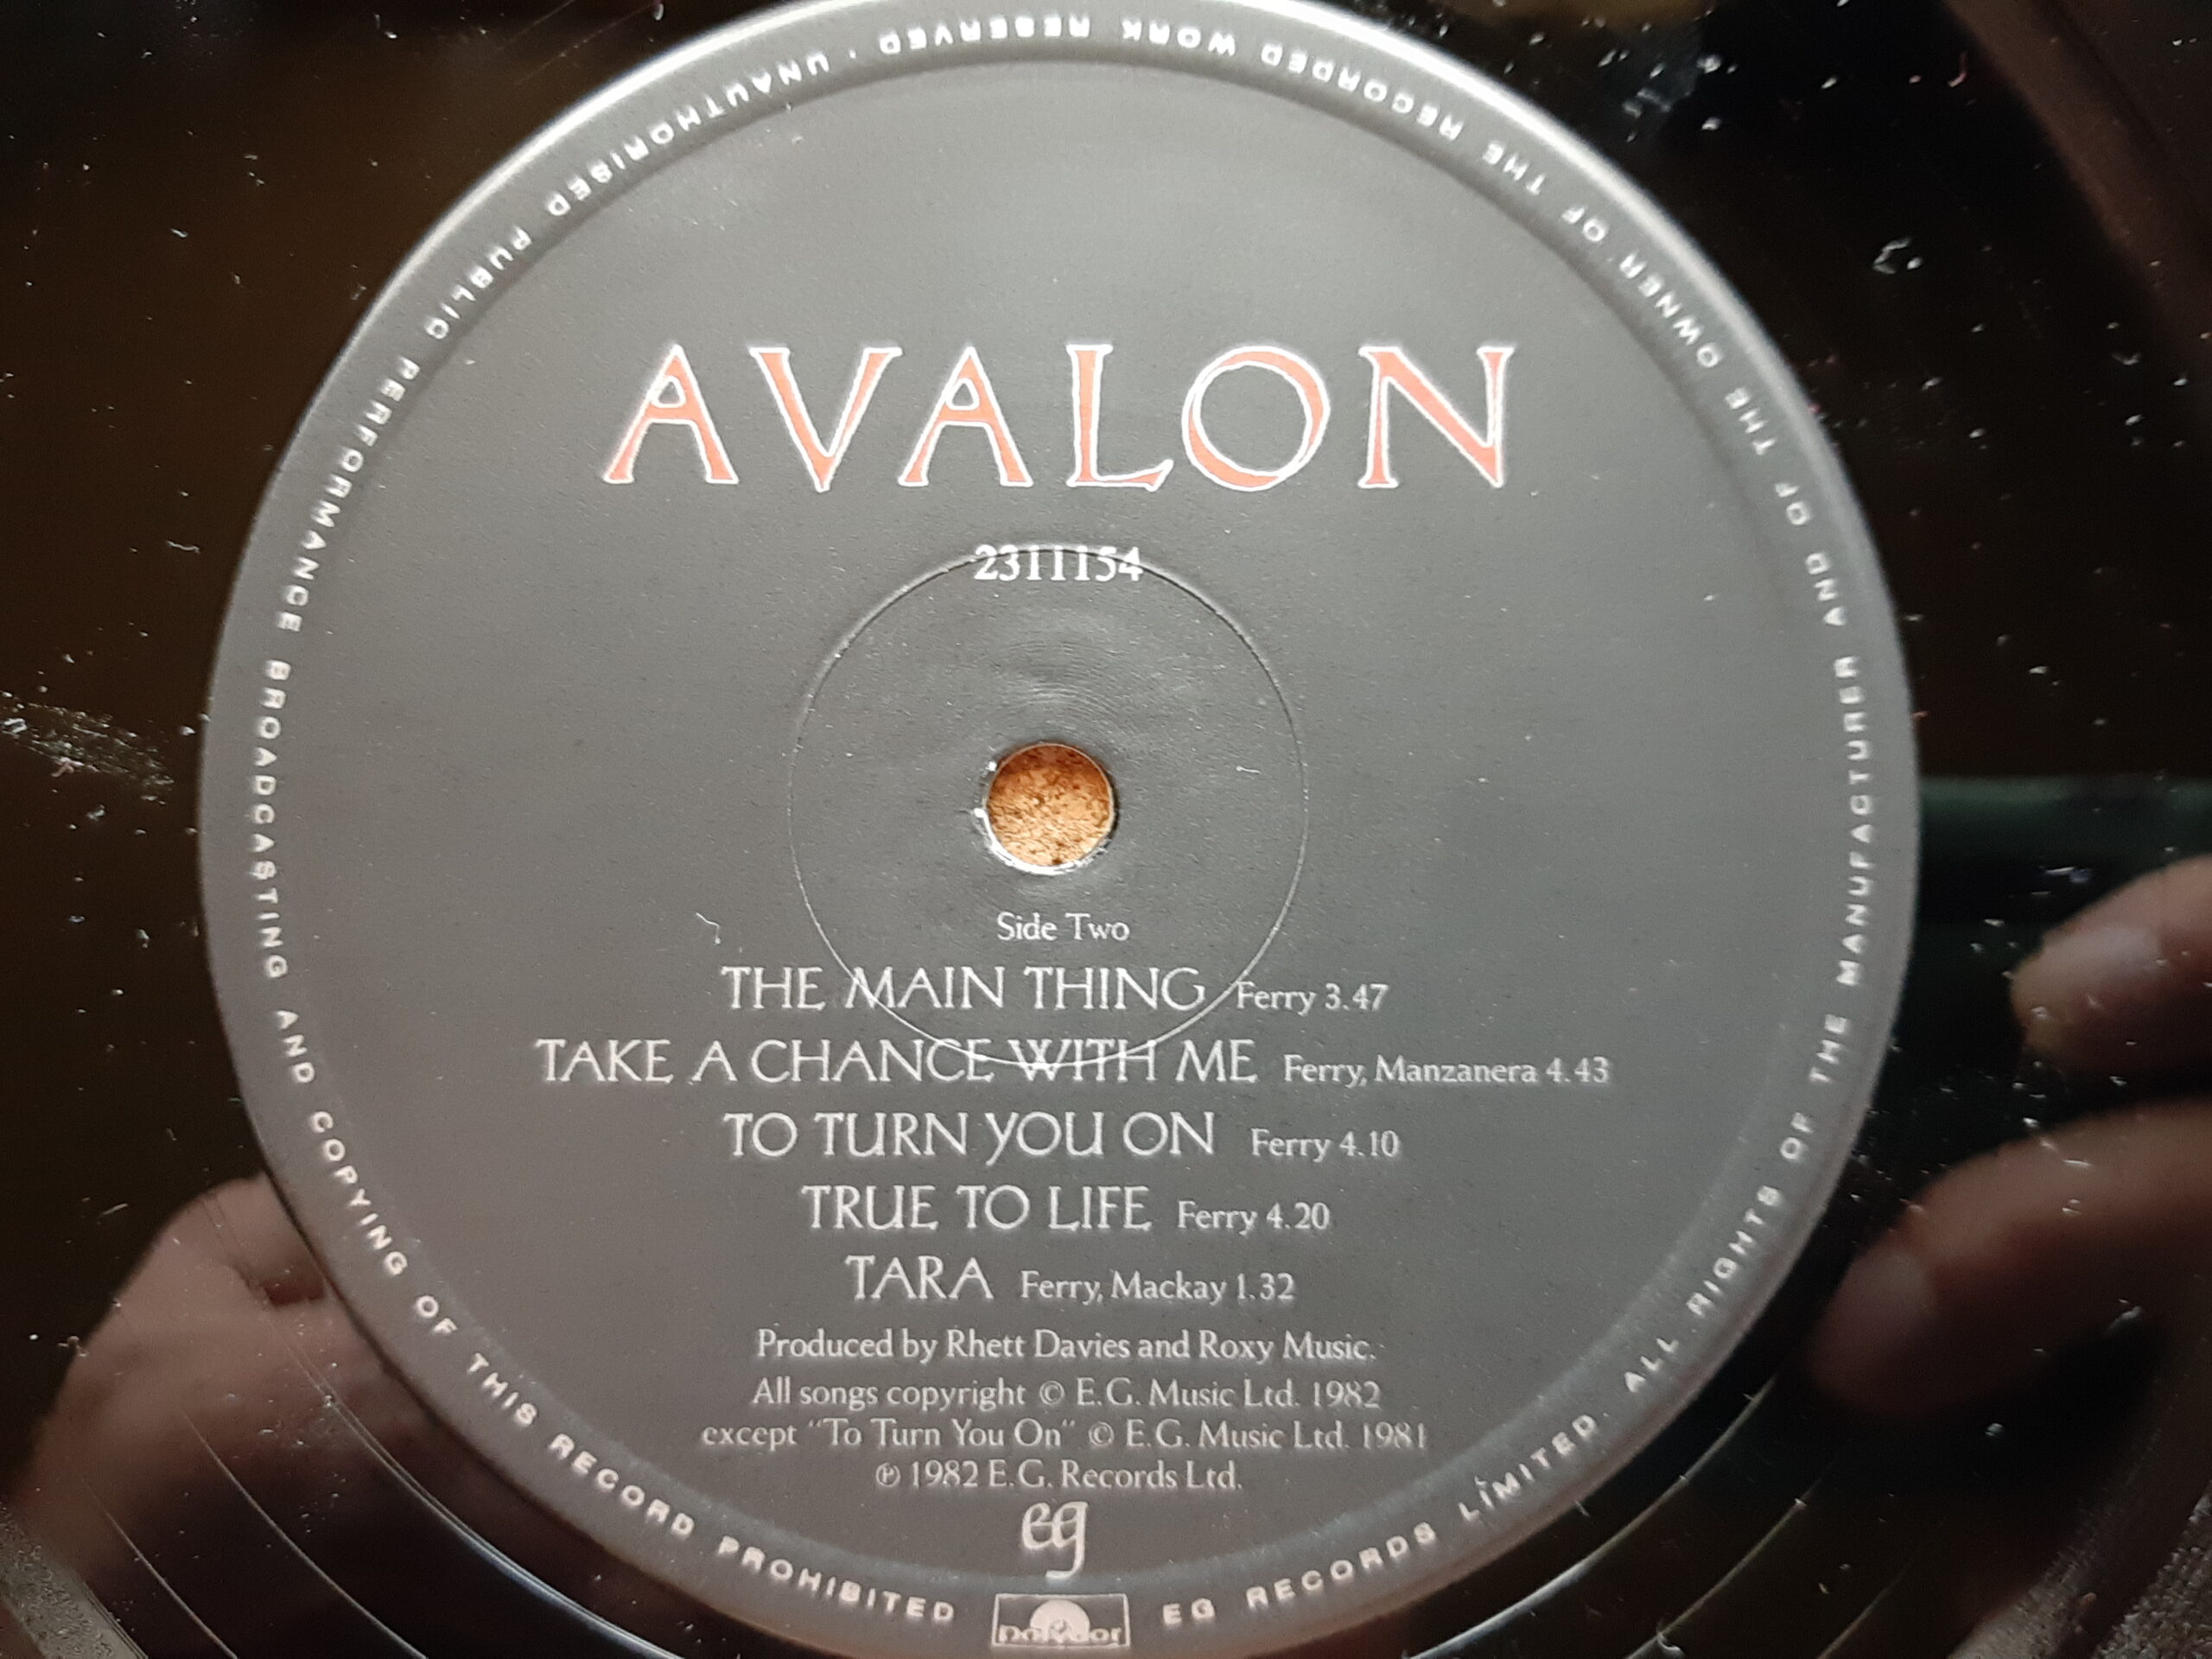 AVALON
2311154
Side Two
THE MAIN THING Ferry 3.47
TAKE A CHANCE WITH ME Ferry, Manzanera 4.43
TO TURN YOU ON Ferry 4.10
TRUE TO LIFE Ferry 4.20
TARA Ferry, Mackay 1.32
Produced by Rhett Davies and Roxy Music.
All songs copyright © E.G. Music Ltd. 1982
except "To Turn You On" © E.G. Music Ltd. 1981
℗ 1982 E.G. Records Ltd.
eg
polydor
EG RECORDS LIMITED. ALL RIGHTS OF THE MANUFACTURER AND OF THE OWNER OF THE RECORDED WORK RESERVED · UNAUTHORISED PUBLIC PERFORMANCE BROADCASTING AND COPYING OF THIS RECORD PROHIBITED